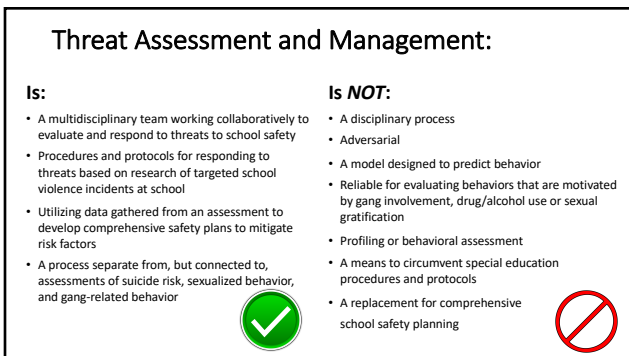 Threat Assessment and Management:
Is:
• A multidisciplinary team working collaboratively to
evaluate and respond to threats to school safety
• Procedures and protocols for responding to
threats based on research of targeted school
violence incidents at school
• Utilizing data gathered from an assessment to
develop comprehensive safety plans to mitigate
risk factors
• A process separate from, but connected to,
assessments of suicide risk, sexualized behavior,
and gang-related behavior
Is NOT:
• A disciplinary process
• Adversarial
• A model designed to predict behavior
• Reliable for evaluating behaviors that are motivated
by gang involvement, drug/alcohol use or sexual
gratification
• Profiling or behavioral assessment
• A means to circumvent special education
procedures and protocols
• A replacement for comprehensive
school safety planning